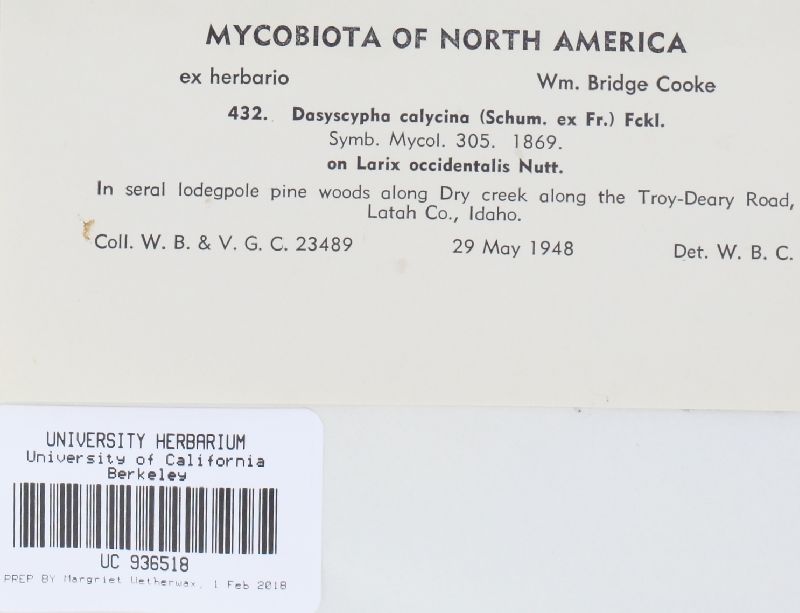 MYCOBIOTA OF NORTH AMERICA
ex herbario Wm. Bridge Cooke
432. Dasyscypha calycina (Schum. ex Fr.) Fckl.
Symb. Mycol. 305. 1869.
on Larix occidentalis Nutt.
In seral lodegpole pine woods along Dry creek along the Troy-Deary Road,
Latah Co., Idaho.
Coll. W. B. & V. G. C. 23489 29 May 1948 Det. W. B. C.
UNIVERSITY HERBARIUM
University of California
Berkeley
UC 936518
PREP BY Margriet Wetherwax, 1 Feb 2018